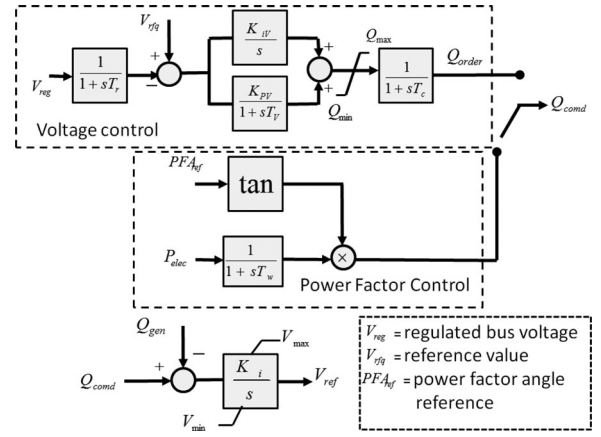 V_rfq
K_iV
s
Q_max
Q_order
V_reg
1
1 + sT_r
+
−
+
+
1
1 + sT_c
K_PV
1 + sT_V
Q_min
Q_comd
Voltage control
PFA_ef
tan
P_elec
1
1 + sT_w
×
Power Factor Control
Q_gen
V_max
Q_comd
+
−
K_i
s
V_ref
V_min
V_reg = regulated bus voltage
V_rfq = reference value
PFA_ef = power factor angle
reference